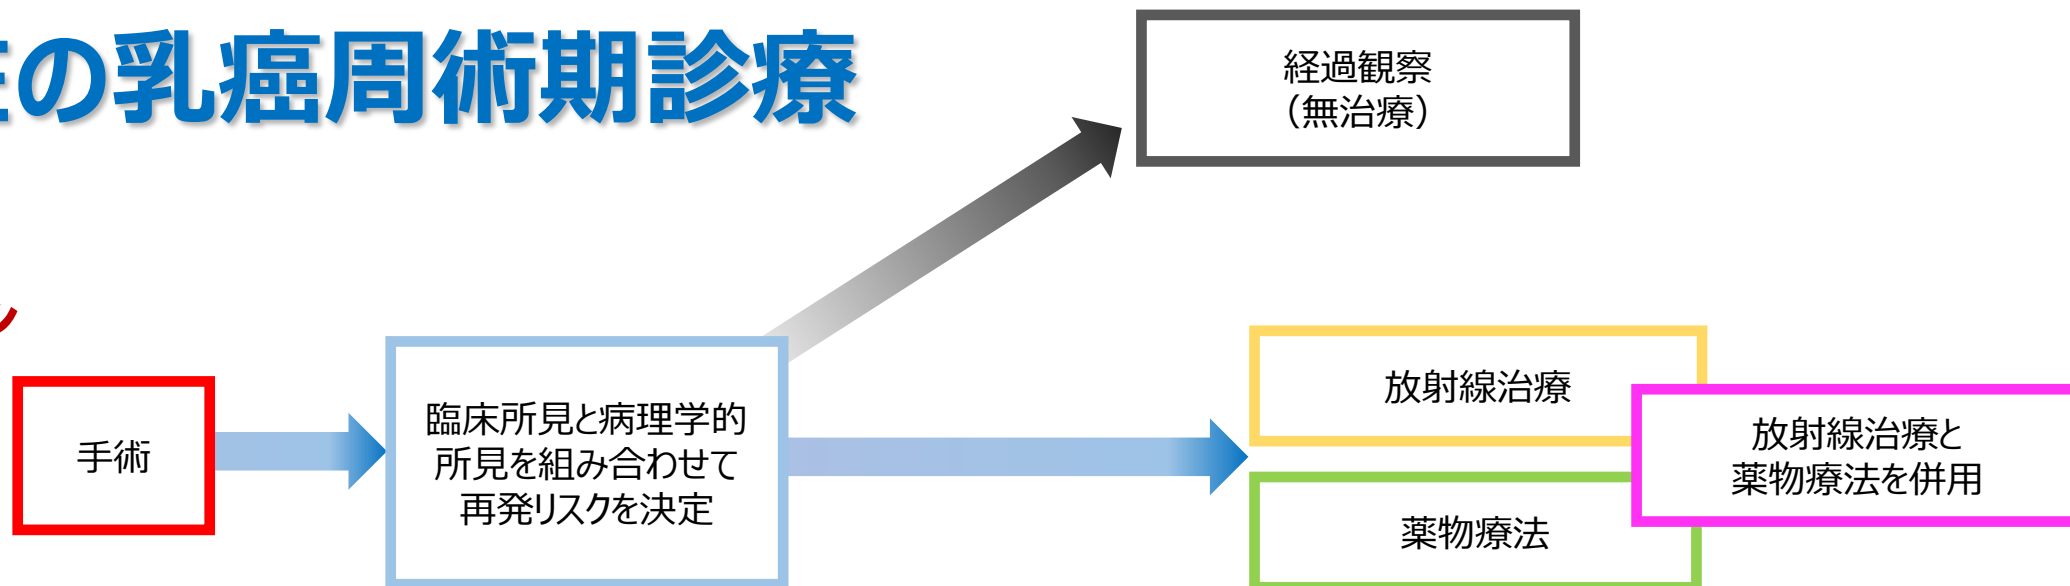 の乳癌周術期診療
経過観察
（無治療）
手術
臨床所見と病理学的
所見を組み合わせて
再発リスクを決定
放射線治療
放射線治療と
薬物療法を併用
薬物療法